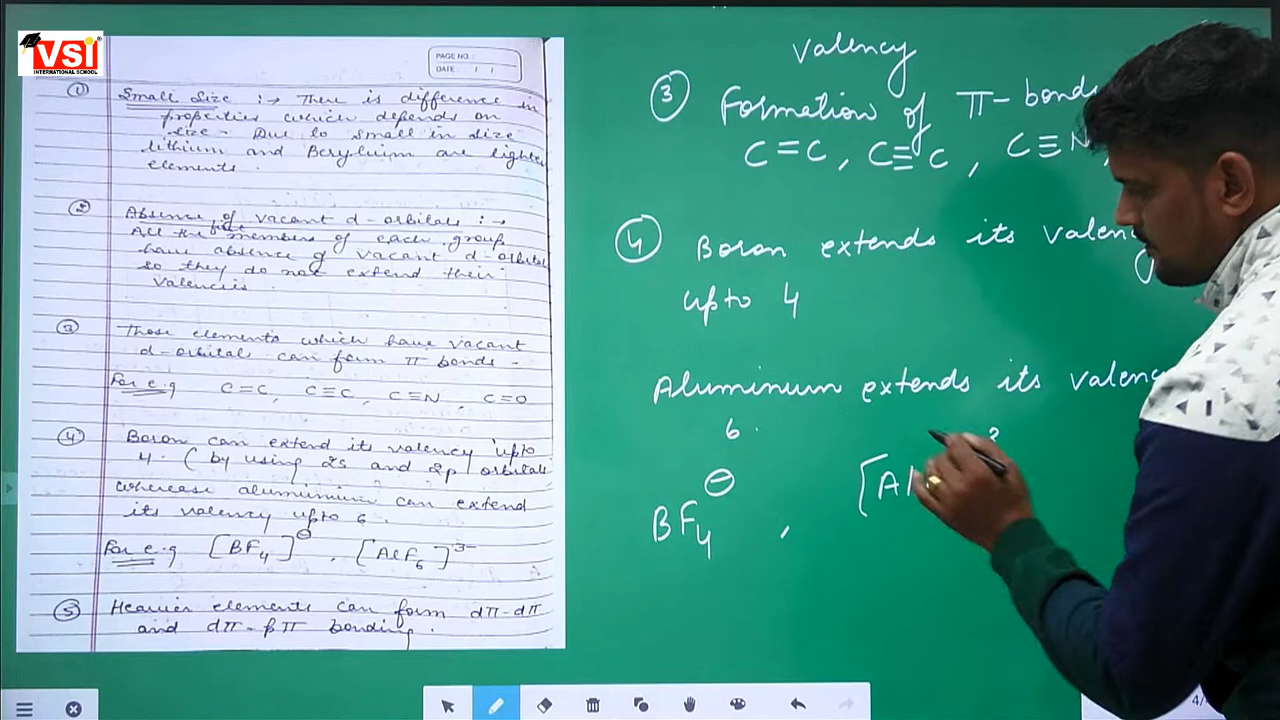 VSI
INTERNATIONAL SCHOOL
PAGE NO.
DATE: / /
① Small Size :→ There is difference in
properties which depends on
size - Due to small in size
lithium and Beryluim are lighter
elements.
② Absence of vacant d-orbitals :→
All the members of each group
have absence of vacant d-orbital
so they do not extend their
valencies.
③ Those elements which have vacant
d-orbital can form π bonds -
For e.g C=C, C≡C, C≡N, C=O
④ Boron can extend its valency upto
4. (by using 2s and 2p orbitals
wherease alumiunium can extend
its valency upto 6.
For e.g [BF4]⊖, [AlF6]3-
⑤ Heavier elements can form dπ-dπ
and dπ-pπ bonding.
Valency
③ Formation of π-bonds
C=C, C≡C, C≡N
④ Boron extends its valency
upto 4
Aluminum extends its valency
6.
BF4⊖, [Al